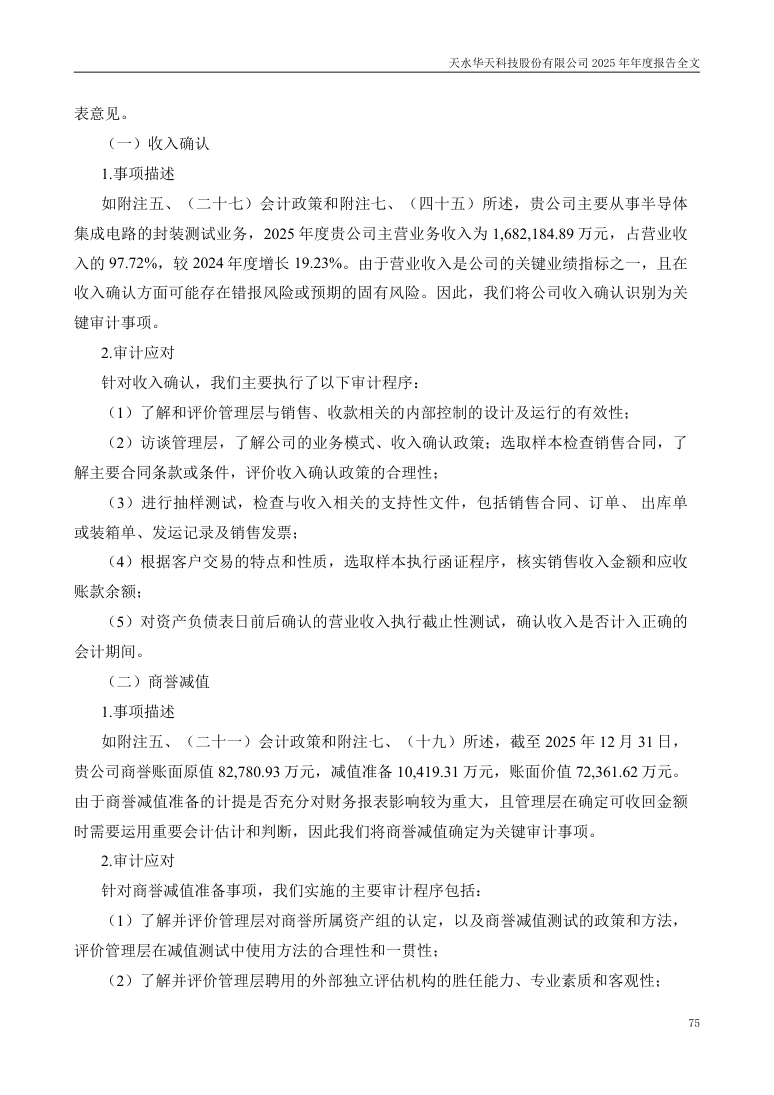 天水华天科技股份有限公司 2025 年年度报告全文
表意见。
（一）收入确认
1.事项描述
如附注五、（二十七）会计政策和附注七、（四十五）所述，贵公司主要从事半导体
集成电路的封装测试业务，2025 年度贵公司主营业务收入为 1,682,184.89 万元，占营业收
入的 97.72%，较 2024 年度增长 19.23%。由于营业收入是公司的关键业绩指标之一，且在
收入确认方面可能存在错报风险或预期的固有风险。因此，我们将公司收入确认识别为关
键审计事项。
2.审计应对
针对收入确认，我们主要执行了以下审计程序：
（1）了解和评价管理层与销售、收款相关的内部控制的设计及运行的有效性；
（2）访谈管理层，了解公司的业务模式、收入确认政策；选取样本检查销售合同，了
解主要合同条款或条件，评价收入确认政策的合理性；
（3）进行抽样测试，检查与收入相关的支持性文件，包括销售合同、订单、 出库单
或装箱单、发运记录及销售发票；
（4）根据客户交易的特点和性质，选取样本执行函证程序，核实销售收入金额和应收
账款余额；
（5）对资产负债表日前后确认的营业收入执行截止性测试，确认收入是否计入正确的
会计期间。
（二）商誉减值
1.事项描述
如附注五、（二十一）会计政策和附注七、（十九）所述，截至 2025 年 12 月 31 日，
贵公司商誉账面原值 82,780.93 万元，减值准备 10,419.31 万元，账面价值 72,361.62 万元。
由于商誉减值准备的计提是否充分对财务报表影响较为重大，且管理层在确定可收回金额
时需要运用重要会计估计和判断，因此我们将商誉减值确定为关键审计事项。
2.审计应对
针对商誉减值准备事项，我们实施的主要审计程序包括：
（1）了解并评价管理层对商誉所属资产组的认定，以及商誉减值测试的政策和方法，
评价管理层在减值测试中使用方法的合理性和一贯性；
（2）了解并评价管理层聘用的外部独立评估机构的胜任能力、专业素质和客观性；
75